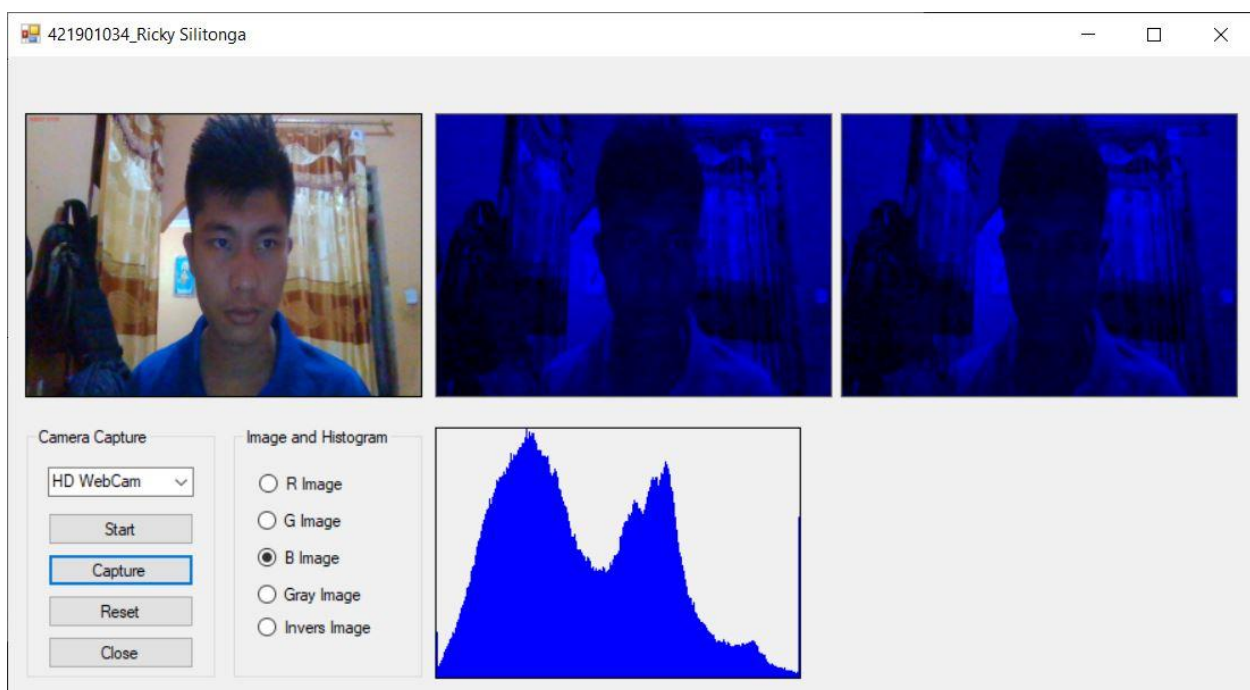 421901034_Ricky Silitonga
Camera Capture
HD WebCam
Start
Capture
Reset
Close
Image and Histogram
R Image
G Image
B Image
Gray Image
Invers Image